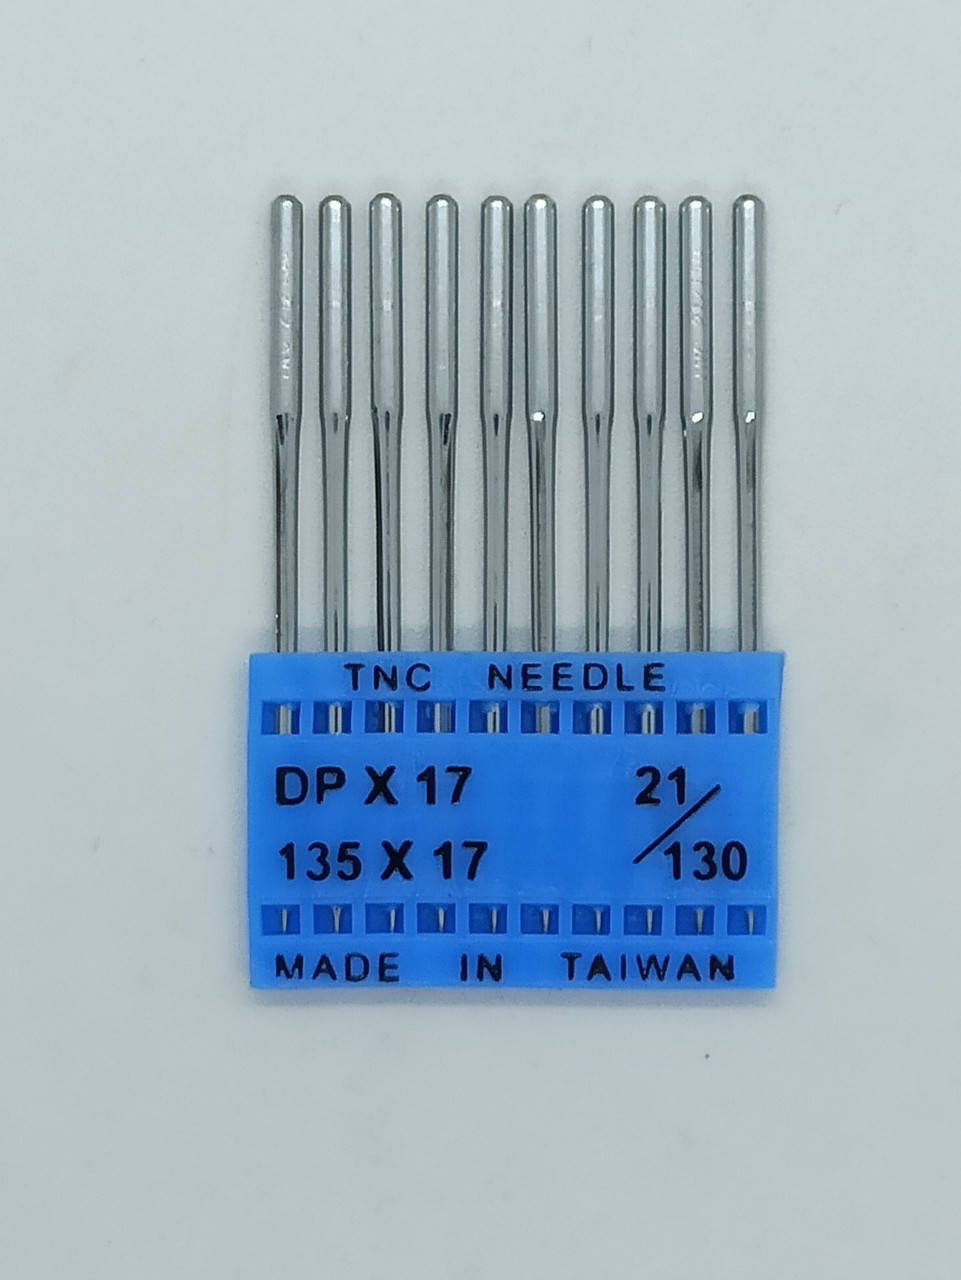 TNC NEEDLE
DP X 17 21/130
135 X 17
MADE IN TAIWAN